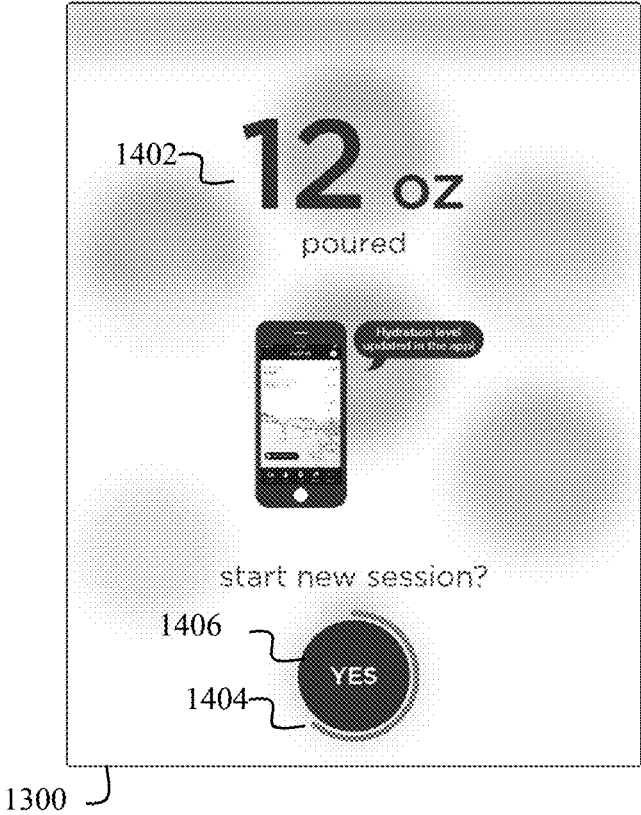 1402
12 oz
poured
Hydration level
updated in the app!
start new session?
1406
YES
1404
1300